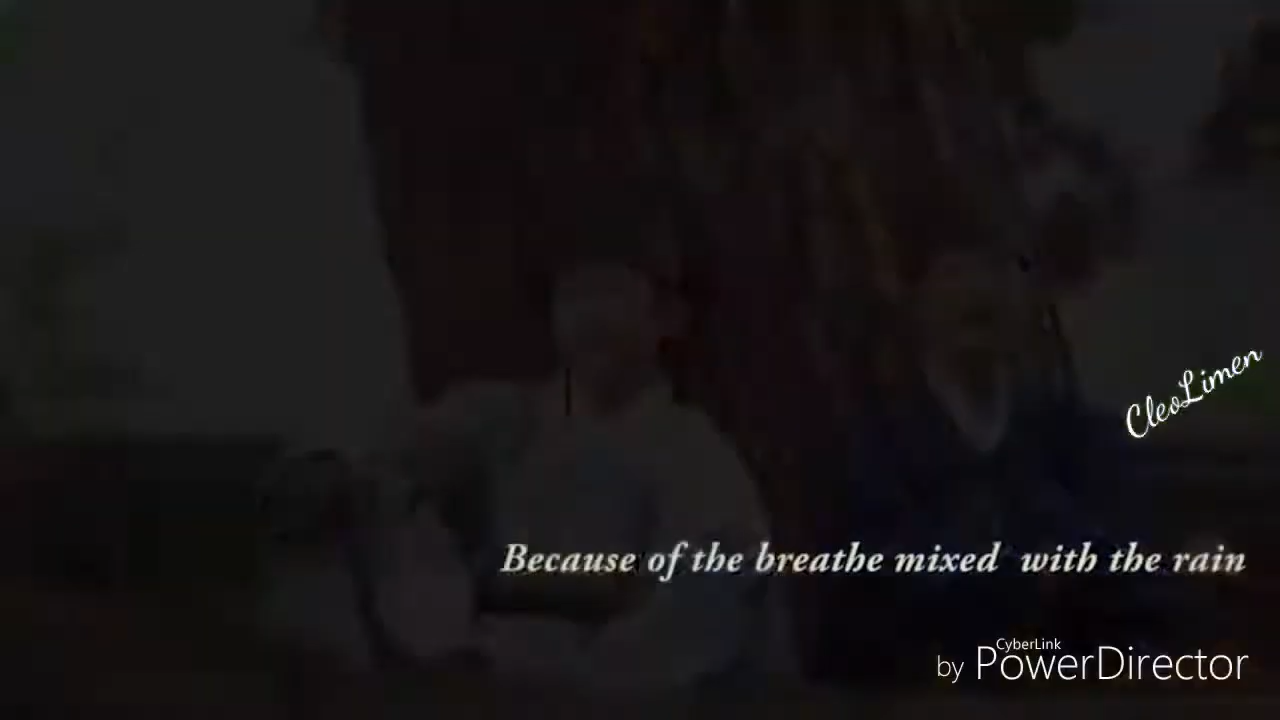 CleoLimen
Because of the breathe mixed with the rain
CyberLink
by PowerDirector